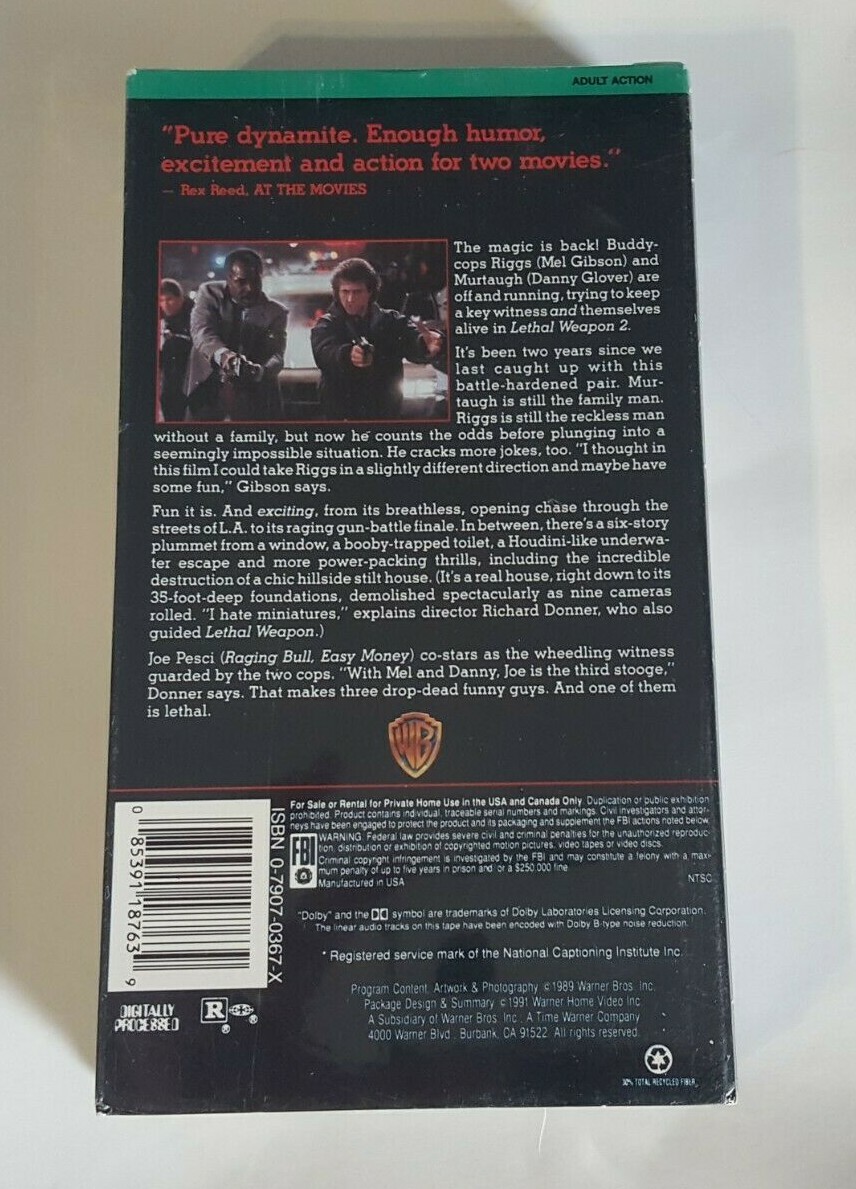 ADULT ACTION
"Pure dynamite. Enough humor,
excitement and action for two movies."
— Rex Reed, AT THE MOVIES
The magic is back! Buddy-
cops Riggs (Mel Gibson) and
Murtaugh (Danny Glover) are
off and running, trying to keep
a key witness and themselves
alive in Lethal Weapon 2.
It's been two years since we
last caught up with this
battle-hardened pair. Mur-
taugh is still the family man.
Riggs is still the reckless man
without a family, but now he counts the odds before plunging into a
seemingly impossible situation. He cracks more jokes, too. "I thought in
this film I could take Riggs in a slightly different direction and maybe have
some fun," Gibson says.
Fun it is. And exciting, from its breathless, opening chase through the
streets of L.A. to its raging gun-battle finale. In between, there's a six-story
plummet from a window, a booby-trapped toilet, a Houdini-like underwa-
ter escape and more power-packing thrills, including the incredible
destruction of a chic hillside stilt house. (It's a real house, right down to its
35-foot-deep foundations, demolished spectacularly as nine cameras
rolled. "I hate miniatures," explains director Richard Donner, who also
guided Lethal Weapon.)
Joe Pesci (Raging Bull, Easy Money) co-stars as the wheedling witness
guarded by the two cops. "With Mel and Danny, Joe is the third stooge,"
Donner says. That makes three drop-dead funny guys. And one of them
is lethal.
WB
0 85391 18763 9
ISBN 0-7907-0367-X
For Sale or Rental for Private Home Use in the USA and Canada Only. Duplication or public exhibition
prohibited. Product contains individual, traceable serial numbers and markings. Civil investigators and attor-
neys have been engaged to protect the product and its packaging and supplement the FBI actions noted below.
FBI
WARNING: Federal law provides severe civil and criminal penalties for the unauthorized reproduc-
tion, distribution or exhibition of copyrighted motion pictures, video tapes or video discs.
Criminal copyright infringement is investigated by the FBI and may constitute a felony with a maxi-
mum penalty of up to five years in prison and/or a $250,000 fine.
Manufactured in USA
NTSC
"Dolby" and the DD symbol are trademarks of Dolby Laboratories Licensing Corporation.
The linear audio tracks on this tape have been encoded with Dolby B-type noise reduction.
* Registered service mark of the National Captioning Institute Inc.
Program Content, Artwork & Photography © 1989 Warner Bros. Inc.
Package Design & Summary © 1991 Warner Home Video Inc.
A Subsidiary of Warner Bros. Inc., A Time Warner Company
4000 Warner Blvd., Burbank, CA 91522. All rights reserved.
DIGITALLY
PROCESSED
R ®
®
30% TOTAL RECYCLED FIBER